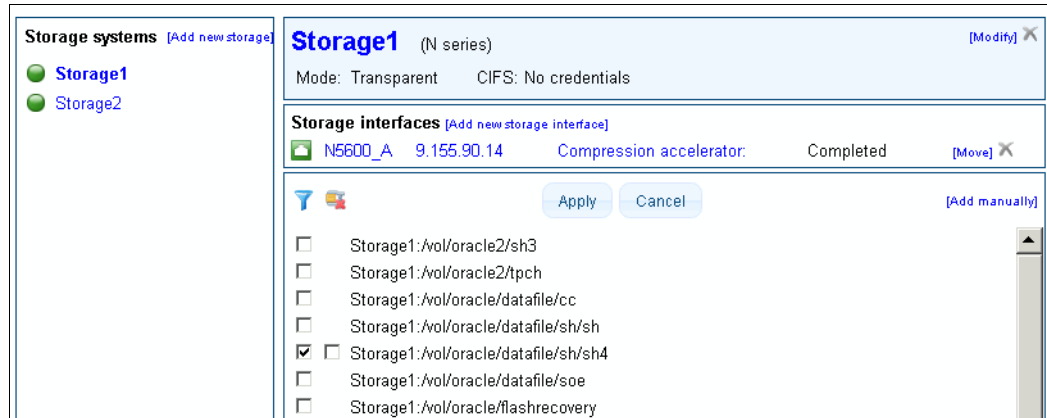 Storage systems [Add new storage]
Storage1
Storage2
Storage1 (N series) [Modify]
Mode: Transparent CIFS: No credentials
Storage interfaces [Add new storage interface]
N5600_A 9.155.90.14 Compression accelerator: Completed [Move]
Apply Cancel [Add manually]
Storage1:/vol/oracle2/sh3
Storage1:/vol/oracle2/tpch
Storage1:/vol/oracle/datafile/cc
Storage1:/vol/oracle/datafile/sh/sh
Storage1:/vol/oracle/datafile/sh/sh4
Storage1:/vol/oracle/datafile/soe
Storage1:/vol/oracle/flashrecovery